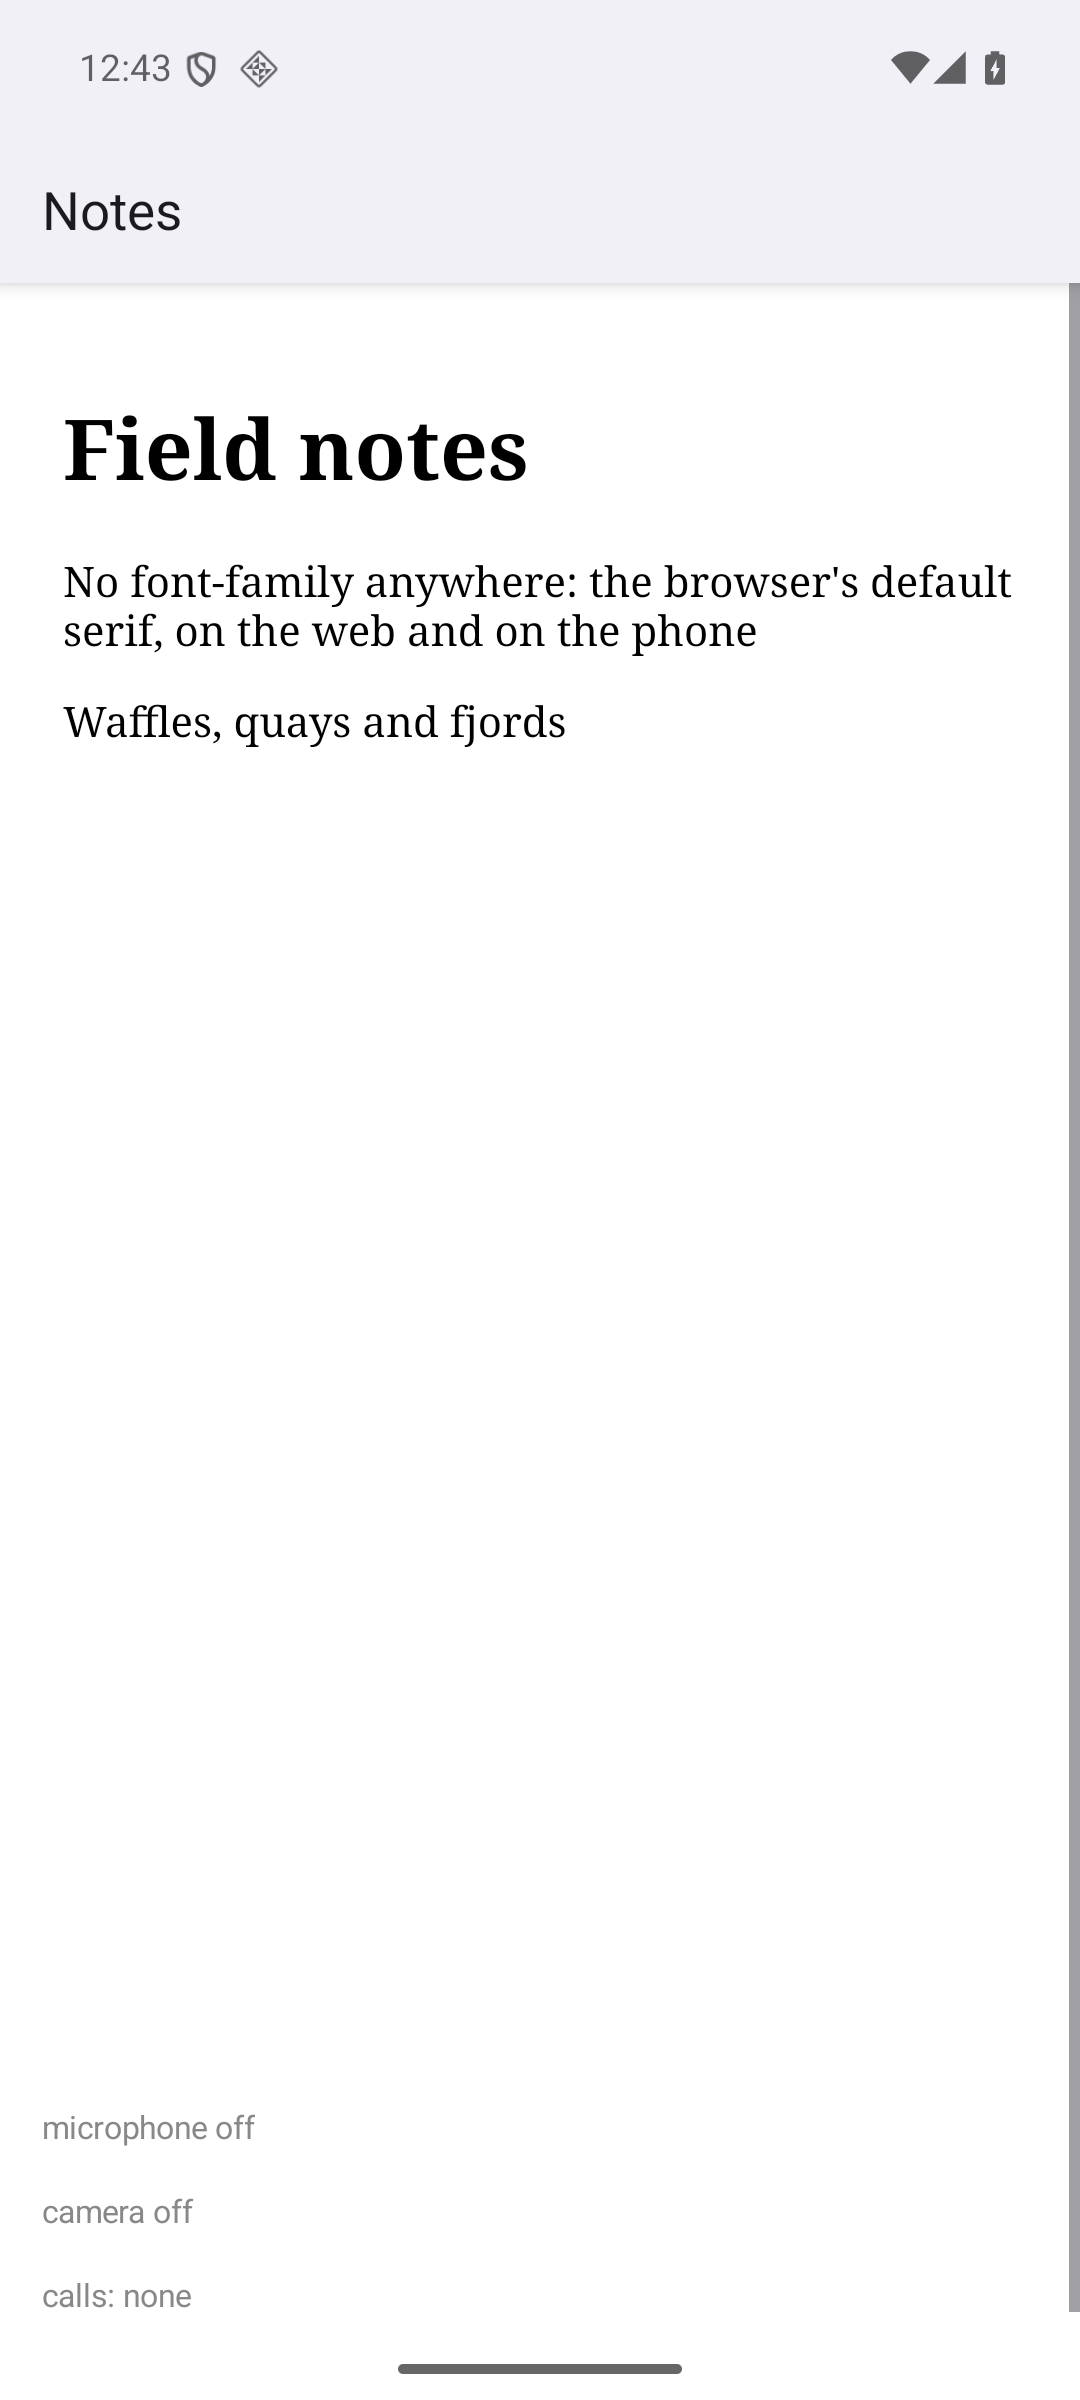 12:43
Notes
Field notes
No font-family anywhere: the browser's default
serif, on the web and on the phone
Waffles, quays and fjords
microphone off
camera off
calls: none